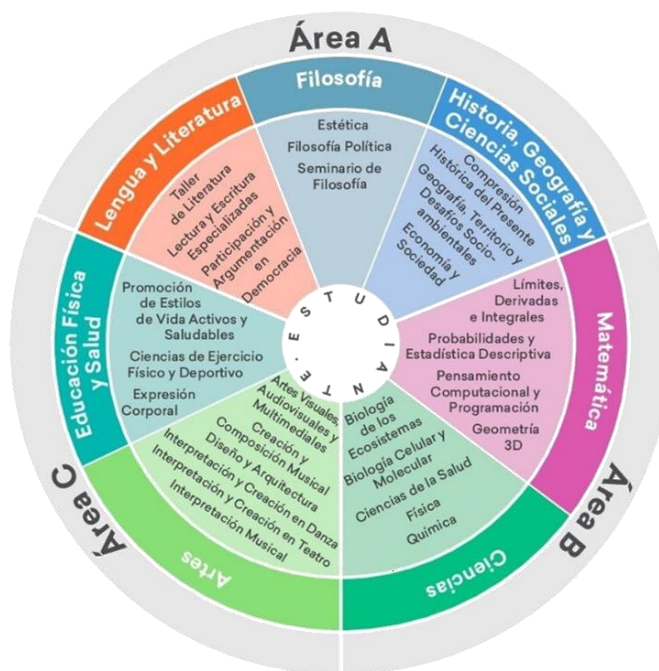 Área A
Filosofía
Estética
Filosofía Política
Seminario de
Filosofía
Historia, Geografía y
Ciencias Sociales
Compresión
Histórica del Presente
Geografía, Territorio y
Desafíos Socio-
ambientales
Economía y
Sociedad
Matemática
Límites,
Derivadas
e Integrales
Probabilidades y
Estadística Descriptiva
Pensamiento
Computacional y
Programación
Geometría
3D
Área B
Ciencias
Biología
de los
Ecosistemas
Biología Celular y
Molecular
Ciencias de la Salud
Física
Química
Artes
Artes Visuales,
Audiovisuales y
Multimediales
Creación y
Composición Musical
Diseño y Arquitectura
Interpretación y Creación en Danza
Interpretación y Creación en Teatro
Interpretación Musical
Área C
Educación Física
y Salud
Promoción
de Estilos
de Vida Activos y
Saludables
Ciencias de Ejercicio
Físico y Deportivo
Expresión
Corporal
Lengua y Literatura
Taller
de Literatura
Lectura y Escritura
Especializadas
Participación y
Argumentación
en
Democracia
ESTUDIANTE.